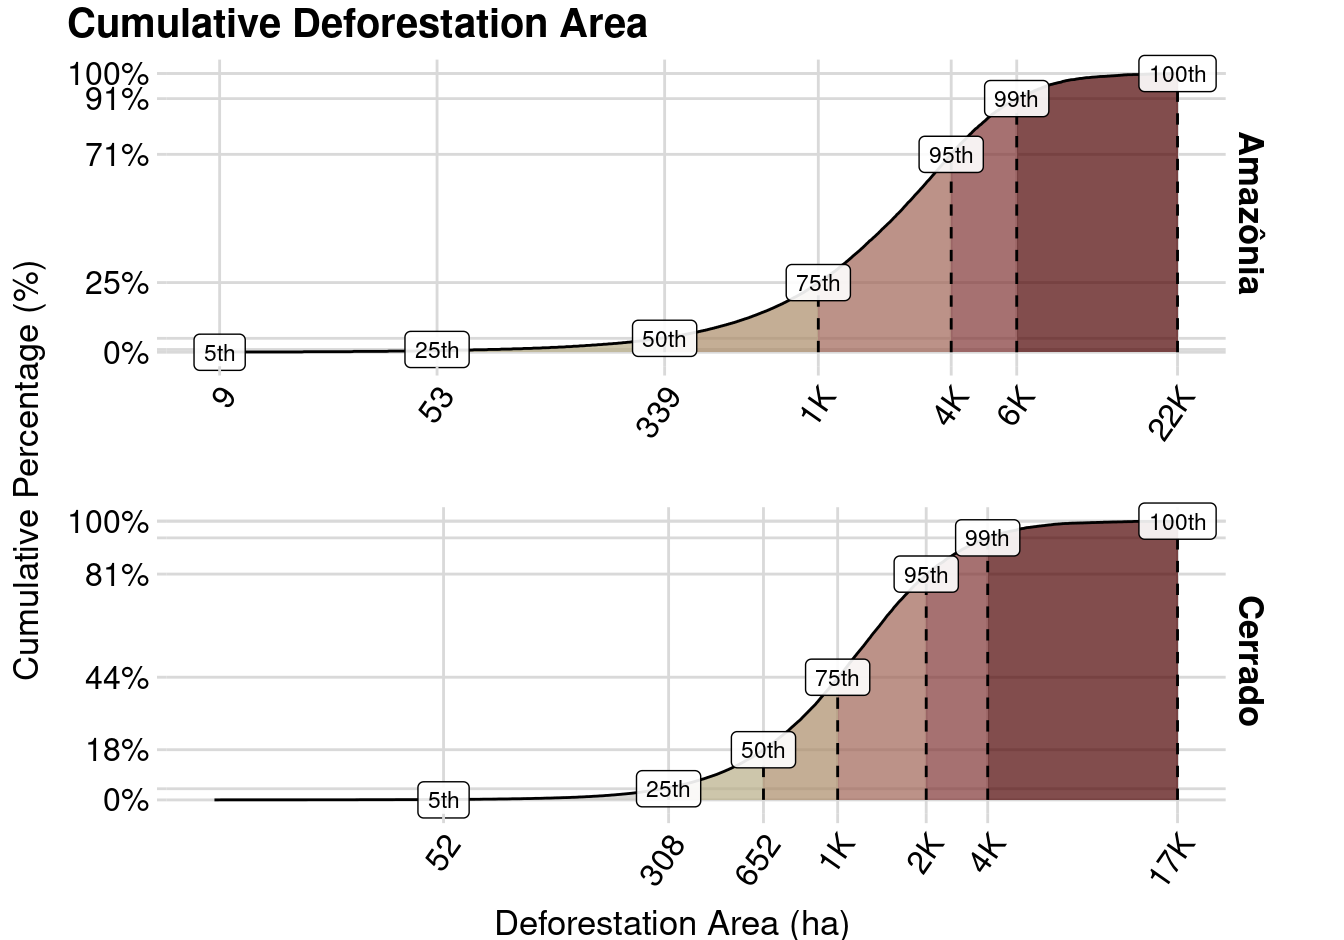 Cumulative Deforestation Area
Cumulative Percentage (%)
100%
91%
71%
25%
0%
5th
25th
50th
75th
95th
99th
100th
9
53
339
1K
4K
6K
22K
Amazônia
100%
81%
44%
18%
0%
5th
25th
50th
75th
95th
99th
100th
52
308
652
1K
2K
4K
17K
Cerrado
Deforestation Area (ha)